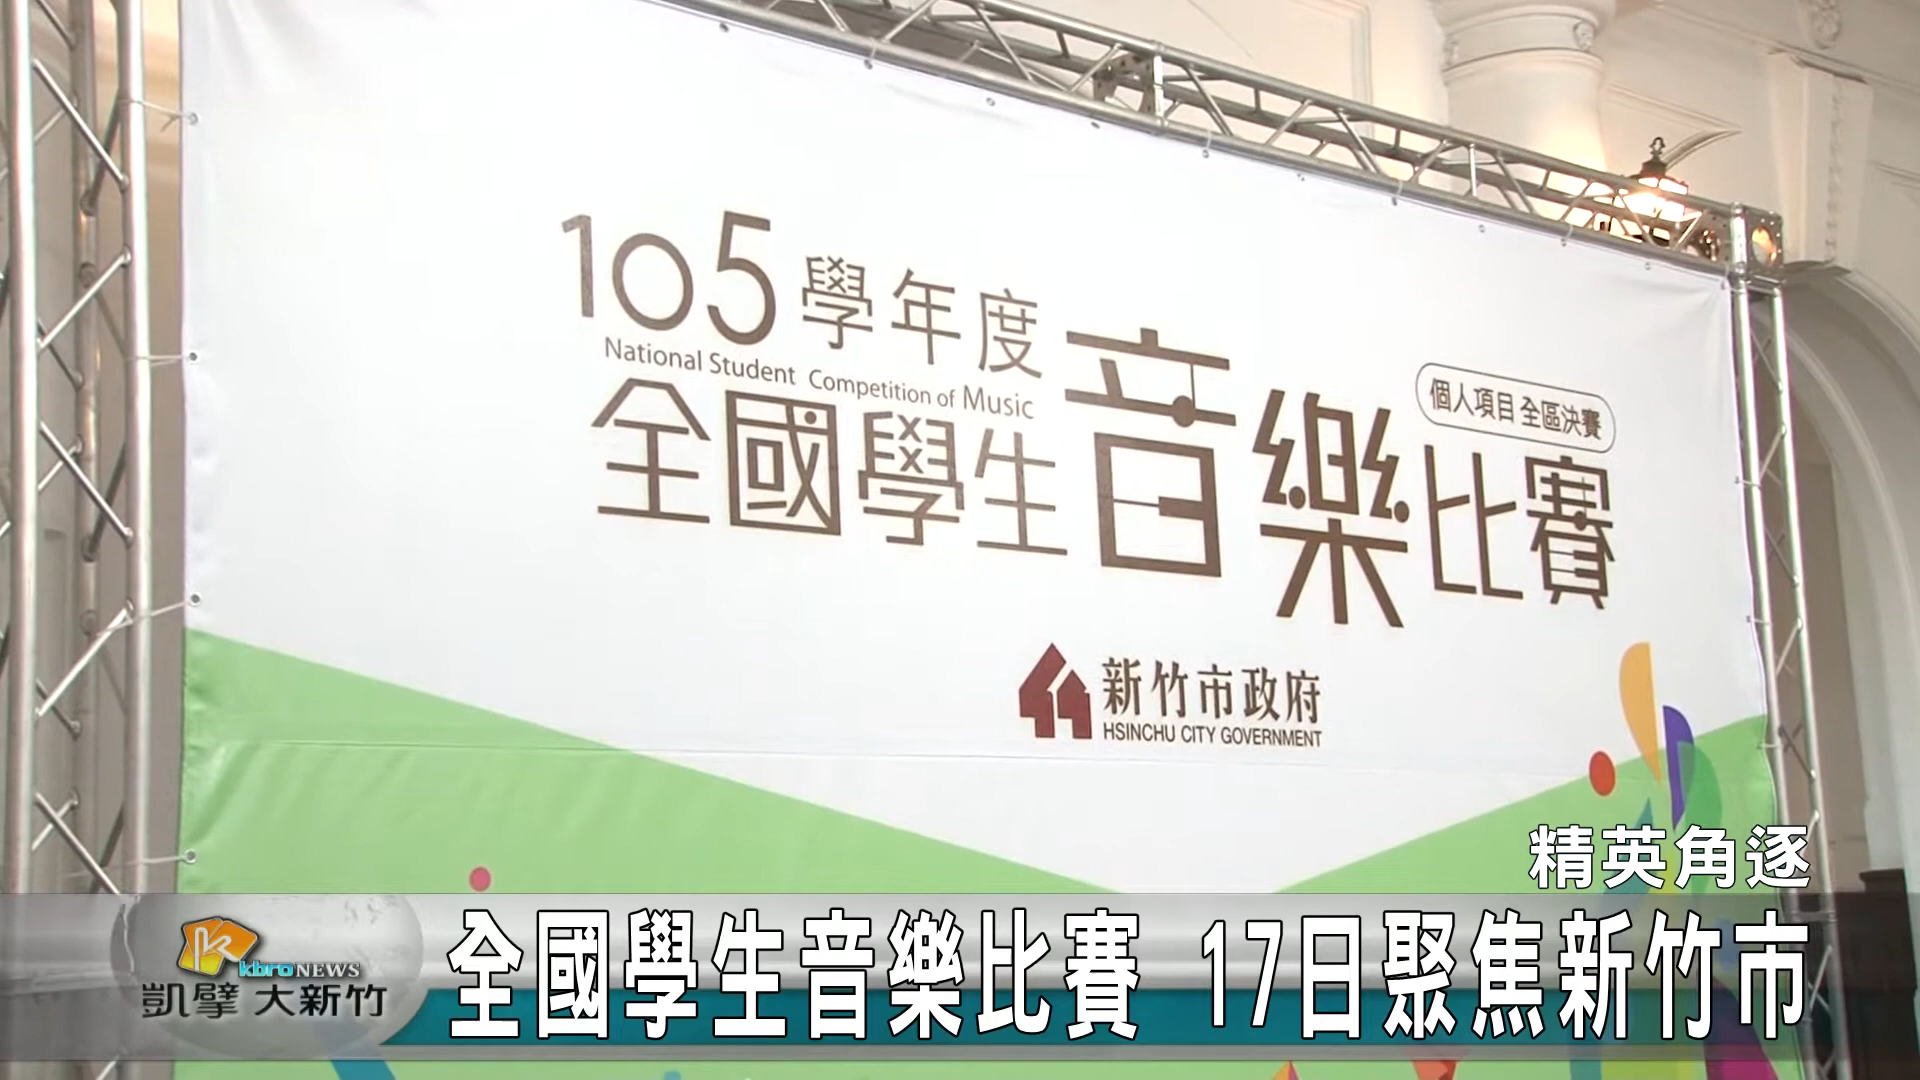 105學年度
National Student Competition of Music
全國學生音樂比賽
個人項目 全區決賽
新竹市政府
HSINCHU CITY GOVERNMENT
精英角逐
全國學生音樂比賽 17日聚焦新竹市
kbro NEWS
凱擘 大新竹